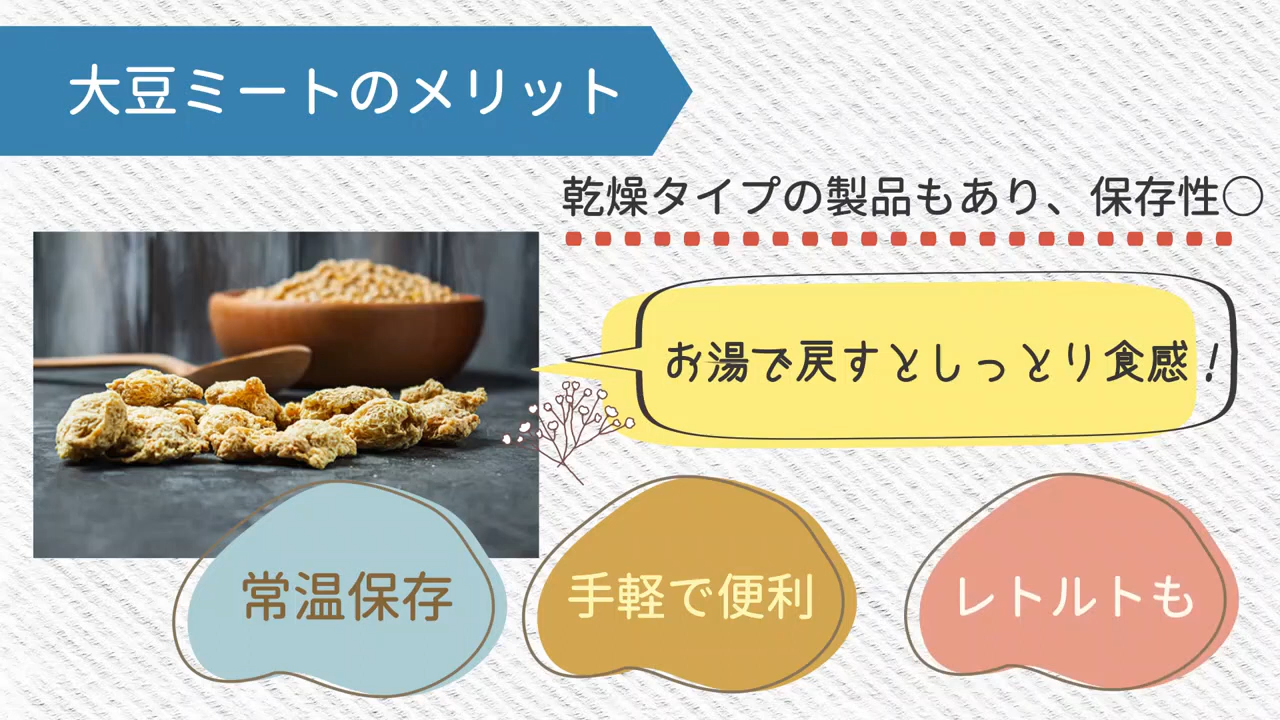 大豆ミートのメリット
乾燥タイプの製品もあり、保存性〇
お湯で戻すとしっとり食感！
常温保存
手軽で便利
レトルトも